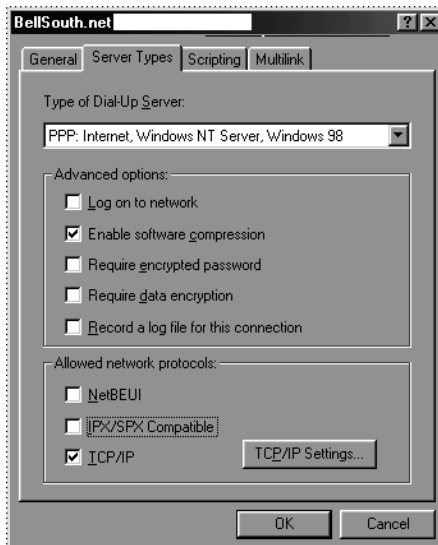 BellSouth.net
General Server Types Scripting Multilink
Type of Dial-Up Server:
PPP: Internet, Windows NT Server, Windows 98
Advanced options:
Log on to network
Enable software compression
Require encrypted password
Require data encryption
Record a log file for this connection
Allowed network protocols:
NetBEUI
IPX/SPX Compatible
TCP/IP TCP/IP Settings...
OK Cancel